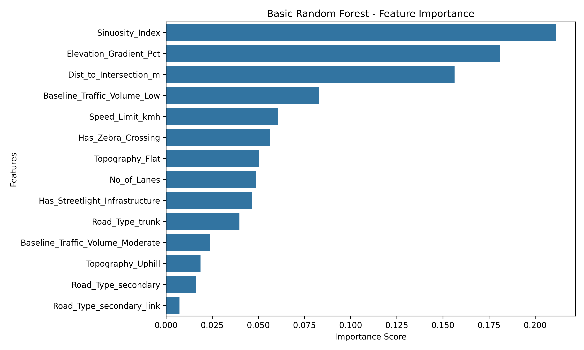 Basic Random Forest - Feature Importance
Sinuosity_Index
Elevation_Gradient_Pct
Dist_to_Intersection_m
Baseline_Traffic_Volume_Low
Speed_Limit_kmh
Has_Zebra_Crossing
Topography_Flat
No_of_Lanes
Has_Streetlight_Infrastructure
Road_Type_trunk
Baseline_Traffic_Volume_Moderate
Topography_Uphill
Road_Type_secondary
Road_Type_secondary_link
Features
0.000 0.025 0.050 0.075 0.100 0.125 0.150 0.175 0.200
Importance Score